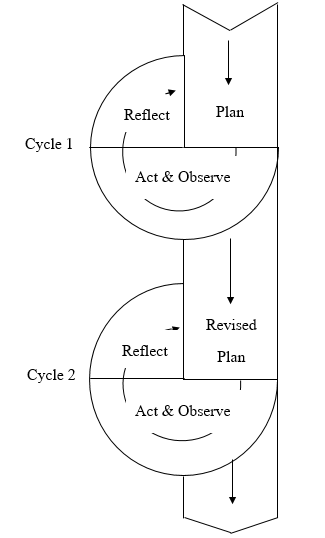 Reflect
Plan
Cycle 1
Act & Observe
Revised
Reflect
Plan
Cycle 2
Act & Observe